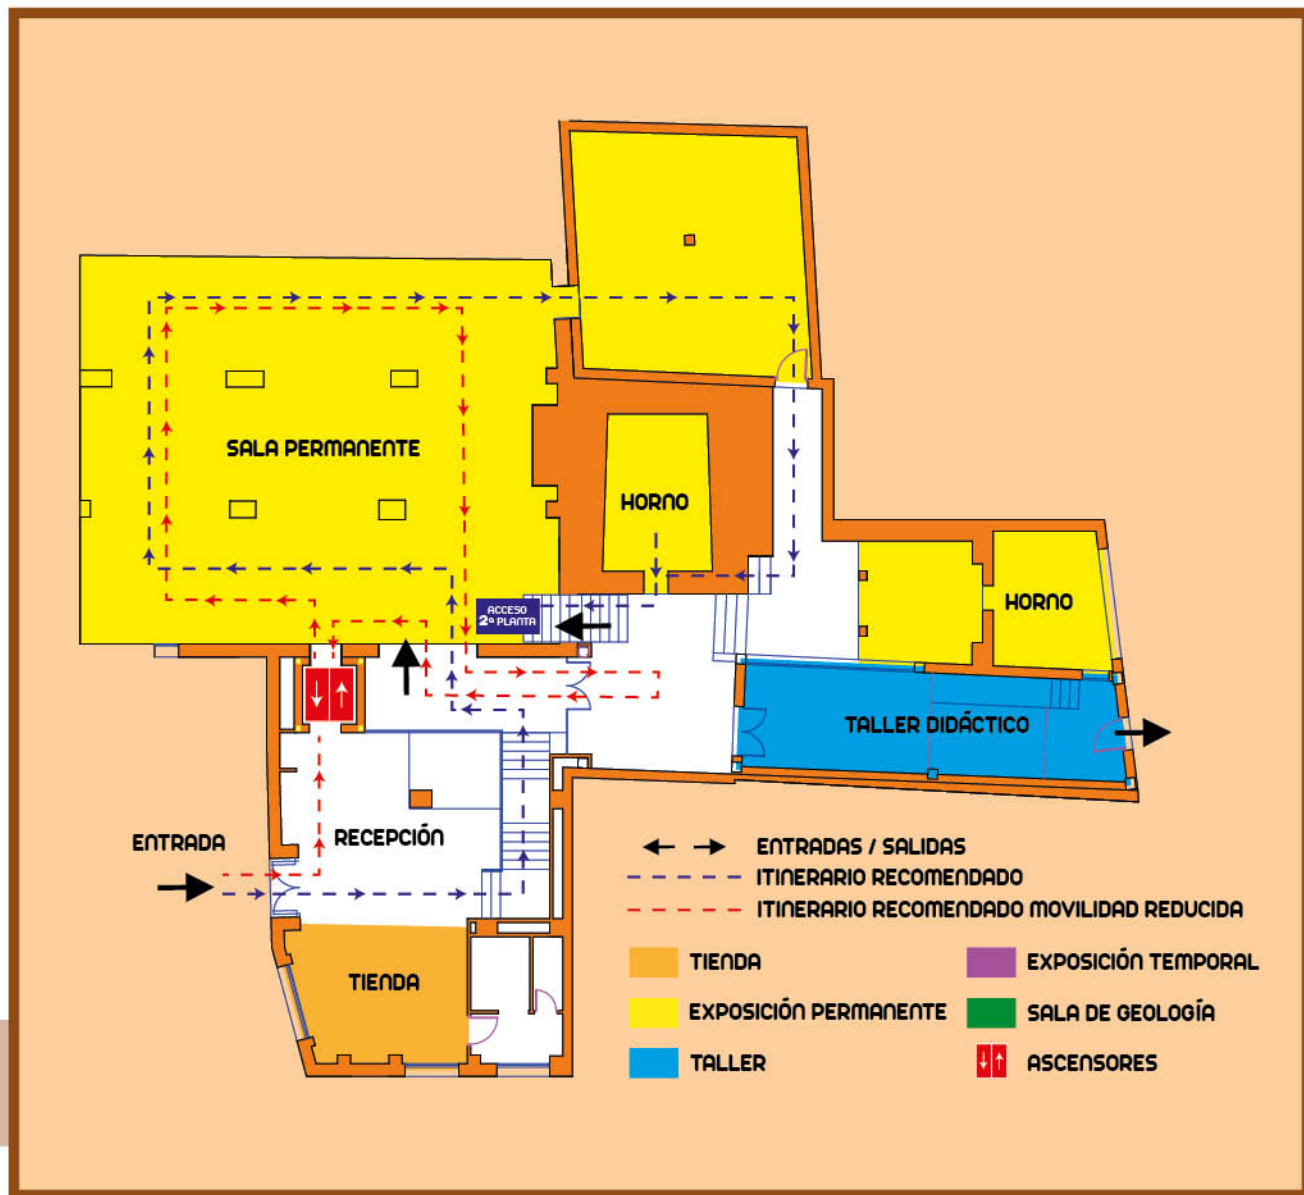 SALA PERMANENTE
HORNO
ACCESO
2ª PLANTA
HORNO
TALLER DIDÁCTICO
ENTRADA
RECEPCIÓN
TIENDA
ENTRADAS / SALIDAS
ITINERARIO RECOMENDADO
ITINERARIO RECOMENDADO MOVILIDAD REDUCIDA
TIENDA
EXPOSICIÓN PERMANENTE
TALLER
EXPOSICIÓN TEMPORAL
SALA DE GEOLOGÍA
ASCENSORES